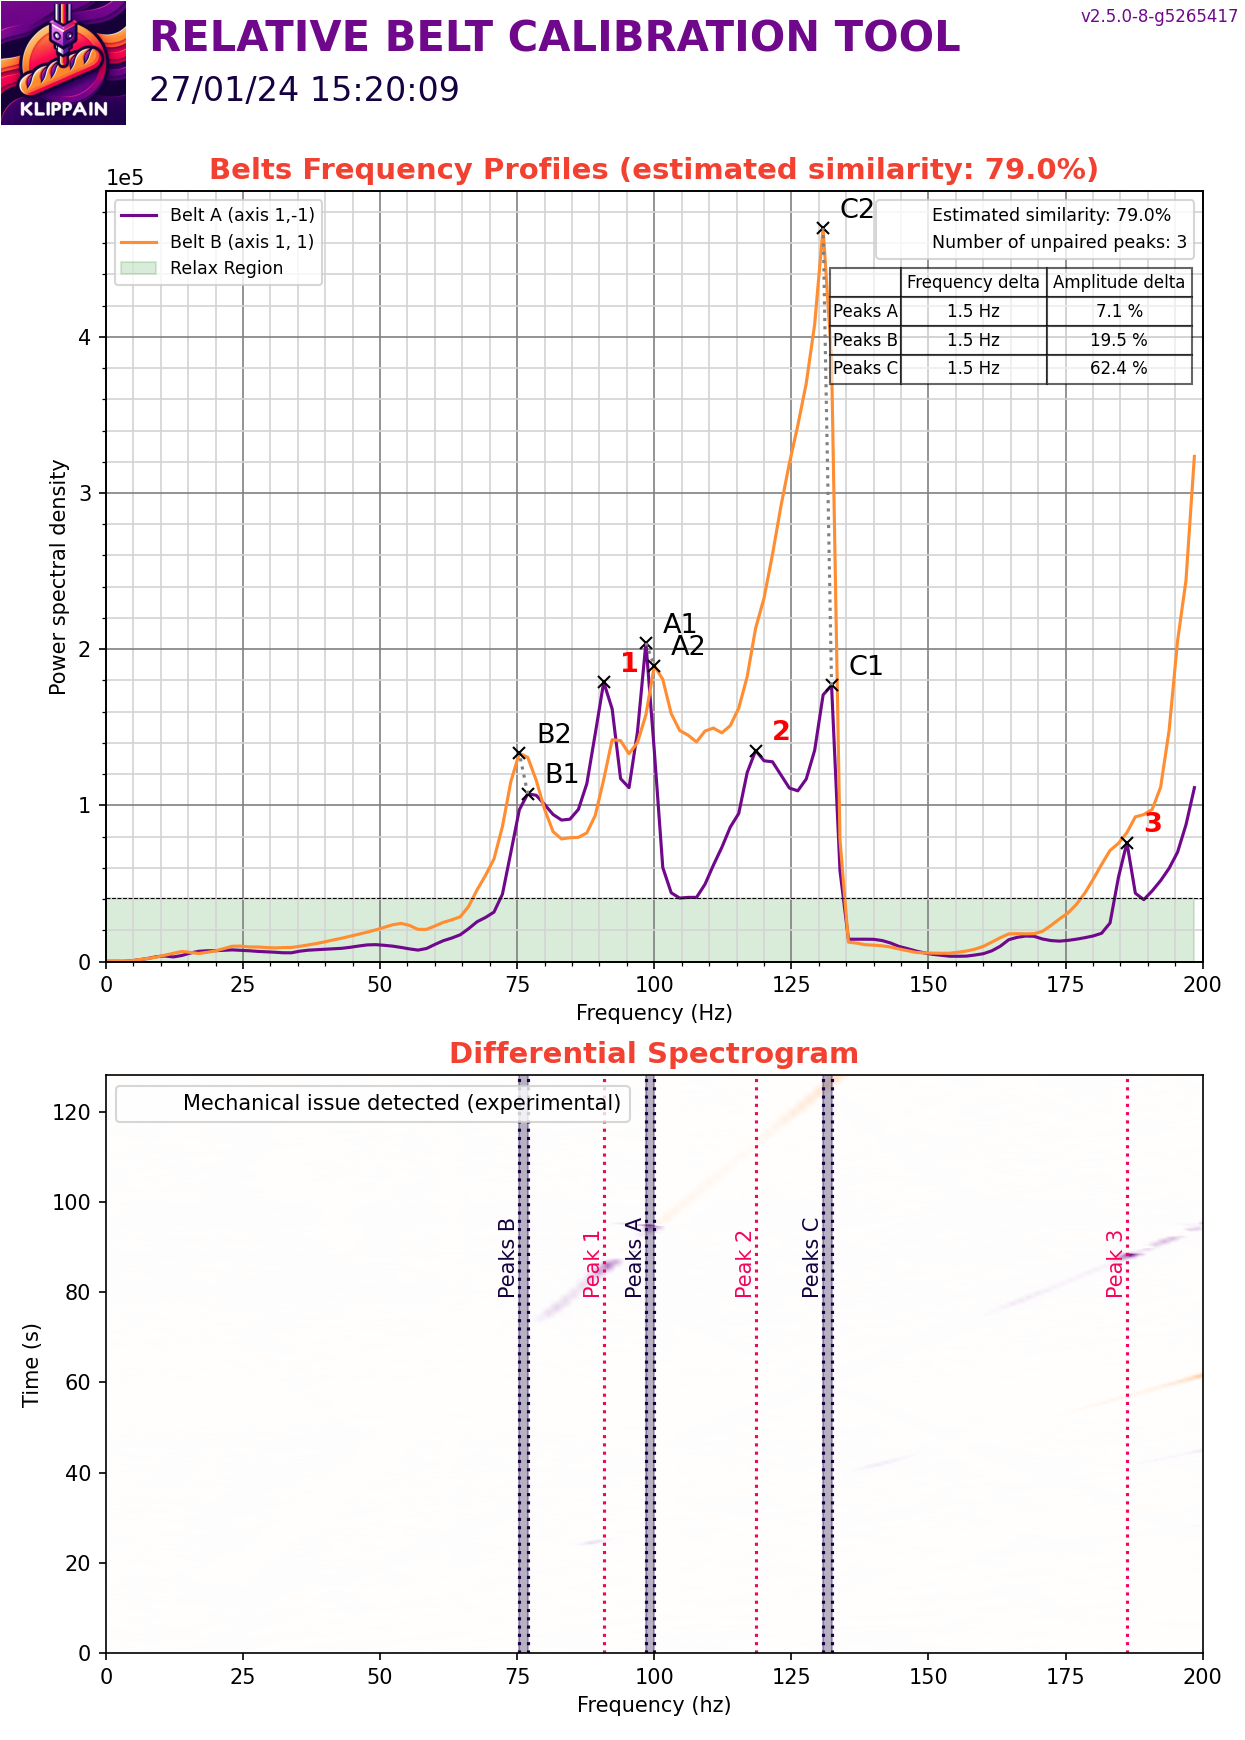 v2.5.0-8-g5265417
RELATIVE BELT CALIBRATION TOOL
27/01/24 15:20:09
KLIPPAIN
Belts Frequency Profiles (estimated similarity: 79.0%)
1e5
Belt A (axis 1,-1)
Belt B (axis 1, 1)
Relax Region
Estimated similarity: 79.0%
Number of unpaired peaks: 3
Frequency delta Amplitude delta
Peaks A 1.5 Hz 7.1 %
Peaks B 1.5 Hz 19.5 %
Peaks C 1.5 Hz 62.4 %
C2
A1
A2
1
C1
B2
2
B1
3
Power spectral density
4
3
2
1
0
0 25 50 75 100 125 150 175 200
Frequency (Hz)
Differential Spectrogram
Mechanical issue detected (experimental)
Peaks B
Peak 1
Peaks A
Peak 2
Peaks C
Peak 3
Time (s)
120
100
80
60
40
20
0
0 25 50 75 100 125 150 175 200
Frequency (hz)